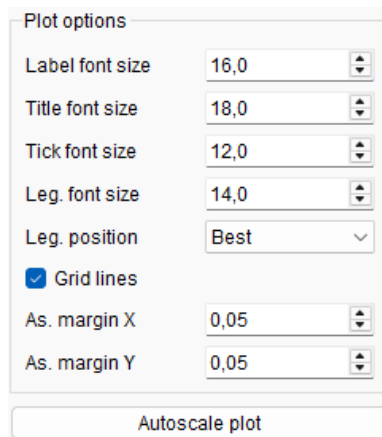 Plot options
Label font size 16,0
Title font size 18,0
Tick font size 12,0
Leg. font size 14,0
Leg. position Best
Grid lines
As. margin X 0,05
As. margin Y 0,05
Autoscale plot